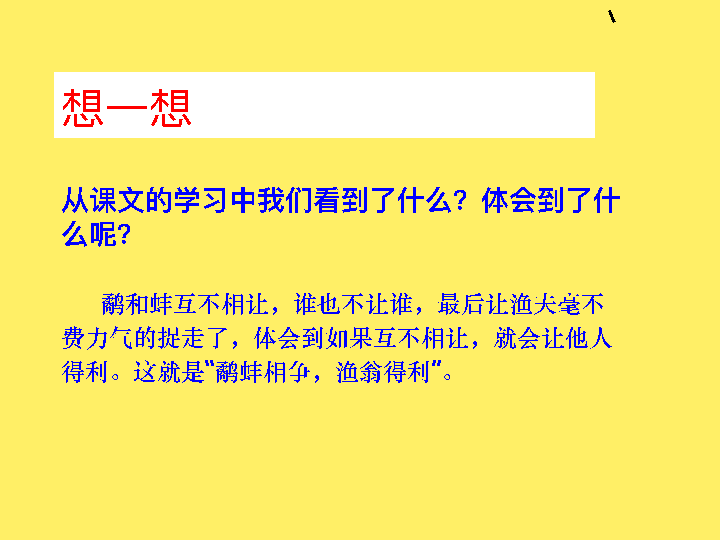 想一想
从课文的学习中我们看到了什么？体会到了什
么呢？
鹬和蚌互不相让，谁也不让谁，最后让渔夫毫不
费力气的捉走了，体会到如果互不相让，就会让他人
得利。这就是“鹬蚌相争，渔翁得利”。